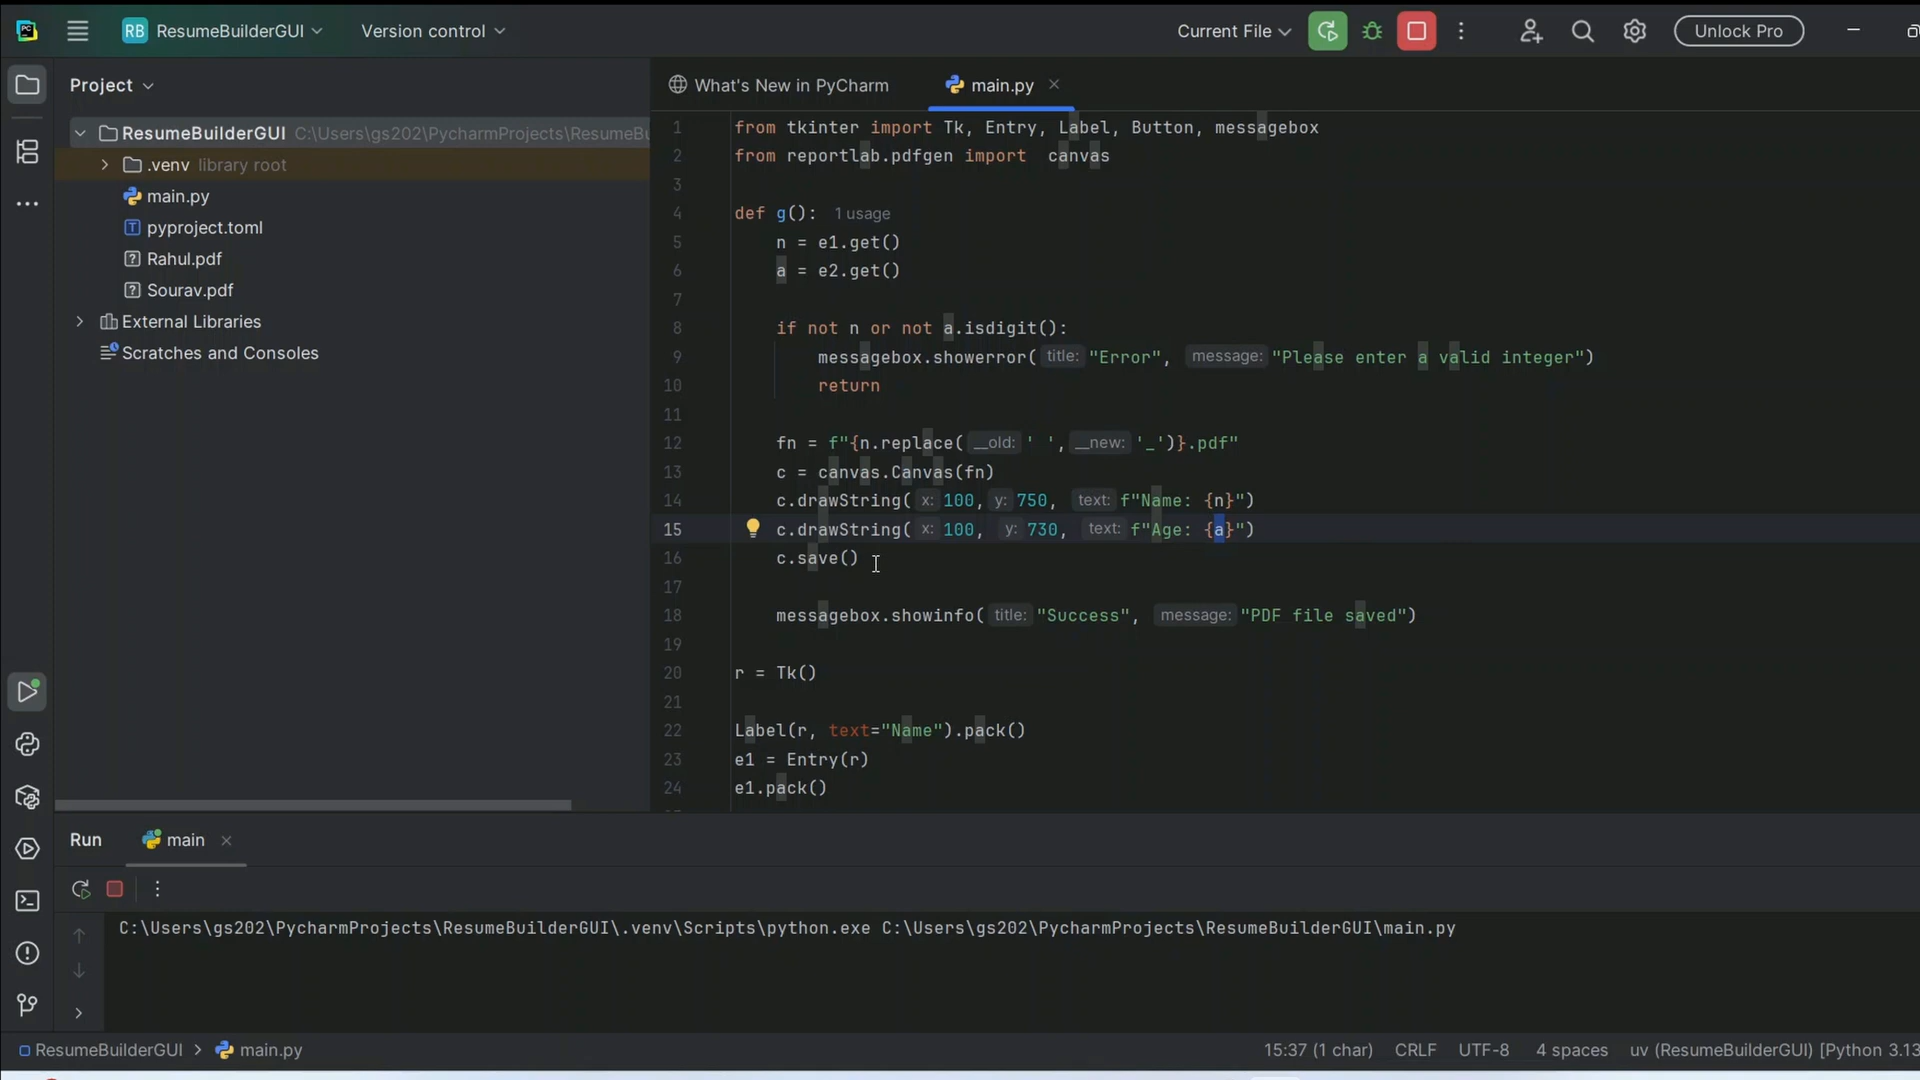 PC
RB ResumeBuilderGUI
Version control
Current File
Unlock Pro
Project
What's New in PyCharm
main.py
ResumeBuilderGUI C:\Users\gs202\PycharmProjects\ResumeBu
.venv library root
main.py
pyproject.toml
Rahul.pdf
Sourav.pdf
External Libraries
Scratches and Consoles
1 from tkinter import Tk, Entry, Label, Button, messagebox
2 from reportlab.pdfgen import  canvas
3
4 def g(): 1 usage
5     n = e1.get()
6     a = e2.get()
7
8     if not n or not a.isdigit():
9         messagebox.showerror( title: "Error", message: "Please enter a valid integer")
10         return
11
12     fn = f"{n.replace( __old: ' ', __new: '_')}.pdf"
13     c = canvas.Canvas(fn)
14     c.drawString( x: 100, y: 750, text: f"Name: {n}")
15     c.drawString( x: 100, y: 730, text: f"Age: {a}")
16     c.save()
17
18     messagebox.showinfo( title: "Success", message: "PDF file saved")
19
20 r = Tk()
21
22 Label(r, text="Name").pack()
23 e1 = Entry(r)
24 e1.pack()
Run main
C:\Users\gs202\PycharmProjects\ResumeBuilderGUI\.venv\Scripts\python.exe C:\Users\gs202\PycharmProjects\ResumeBuilderGUI\main.py
ResumeBuilderGUI > main.py
15:37 (1 char) CRLF UTF-8 4 spaces uv (ResumeBuilderGUI) [Python 3.13